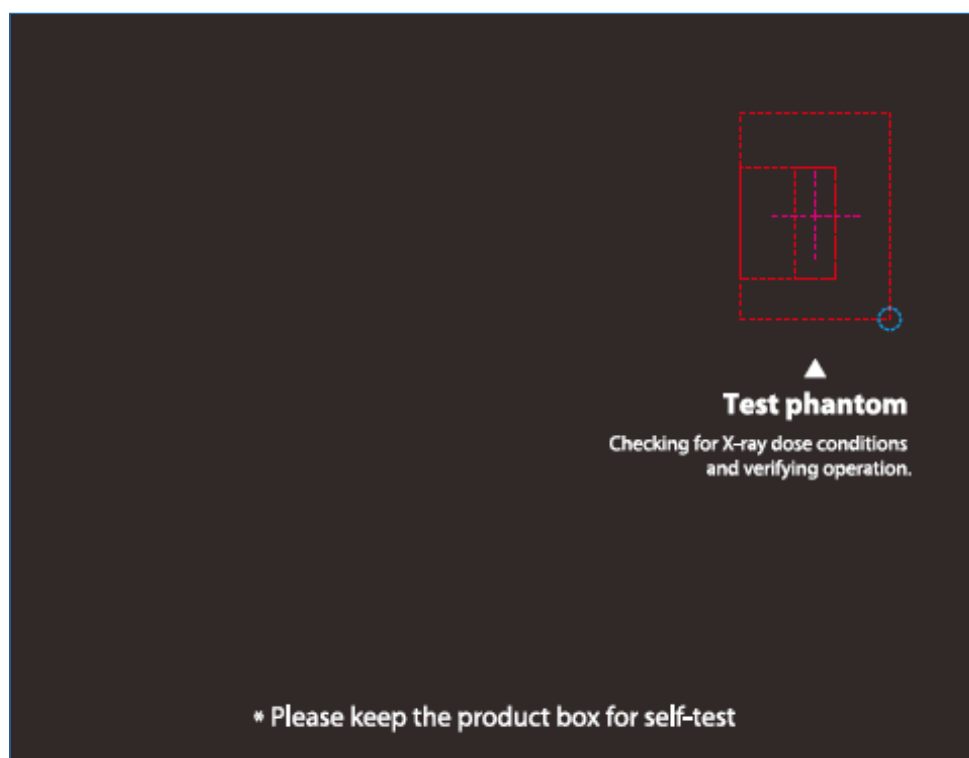 Test phantom
Checking for X-ray dose conditions
and verifying operation.
* Please keep the product box for self-test